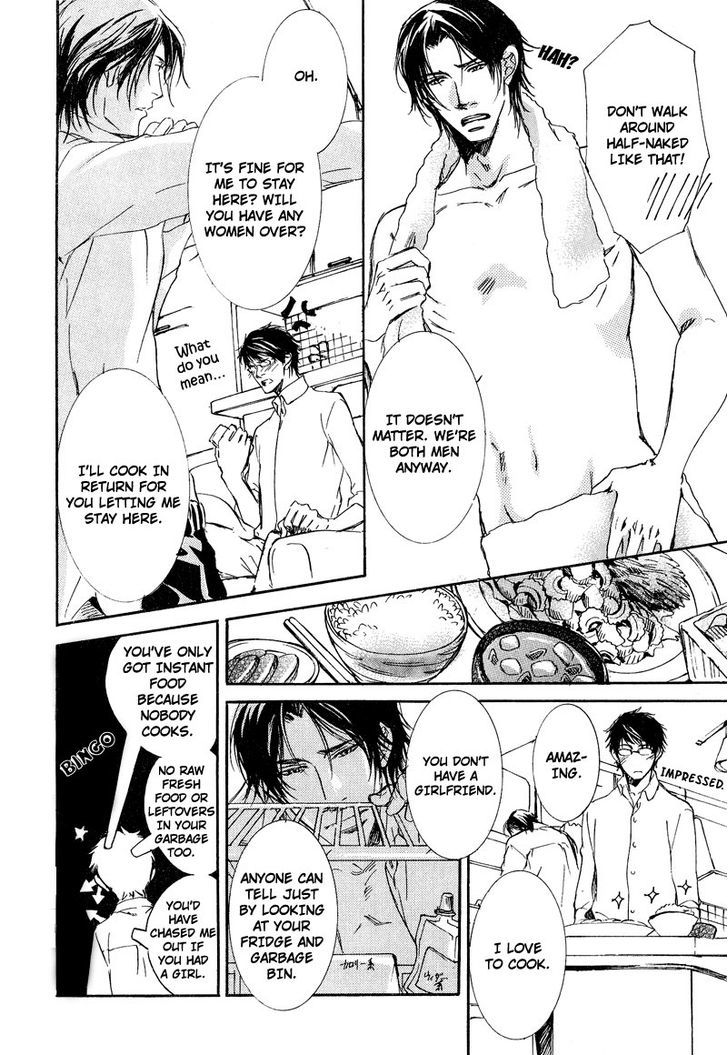 DON'T WALK
AROUND
HALF-NAKED
LIKE THAT!
HAH?
IT DOESN'T
MATTER. WE'RE
BOTH MEN
ANYWAY.
OH.
IT'S FINE FOR
ME TO STAY
HERE? WILL
YOU HAVE ANY
WOMEN OVER?
What
do you
mean...
I'LL COOK IN
RETURN FOR
YOU LETTING ME
STAY HERE.
AMAZ-
ING.
IMPRESSED.
I LOVE
TO COOK.
YOU DON'T
HAVE A
GIRLFRIEND.
ANYONE CAN
TELL JUST
BY LOOKING
AT YOUR
FRIDGE AND
GARBAGE
BIN.
カロリー系
YOU'VE ONLY
GOT INSTANT
FOOD
BECAUSE
NOBODY
COOKS.
BINGO
NO RAW
FRESH
FOOD OR
LEFTOVERS
IN YOUR
GARBAGE
TOO.
YOU'D
HAVE
CHASED ME
OUT IF
YOU HAD
A GIRL.